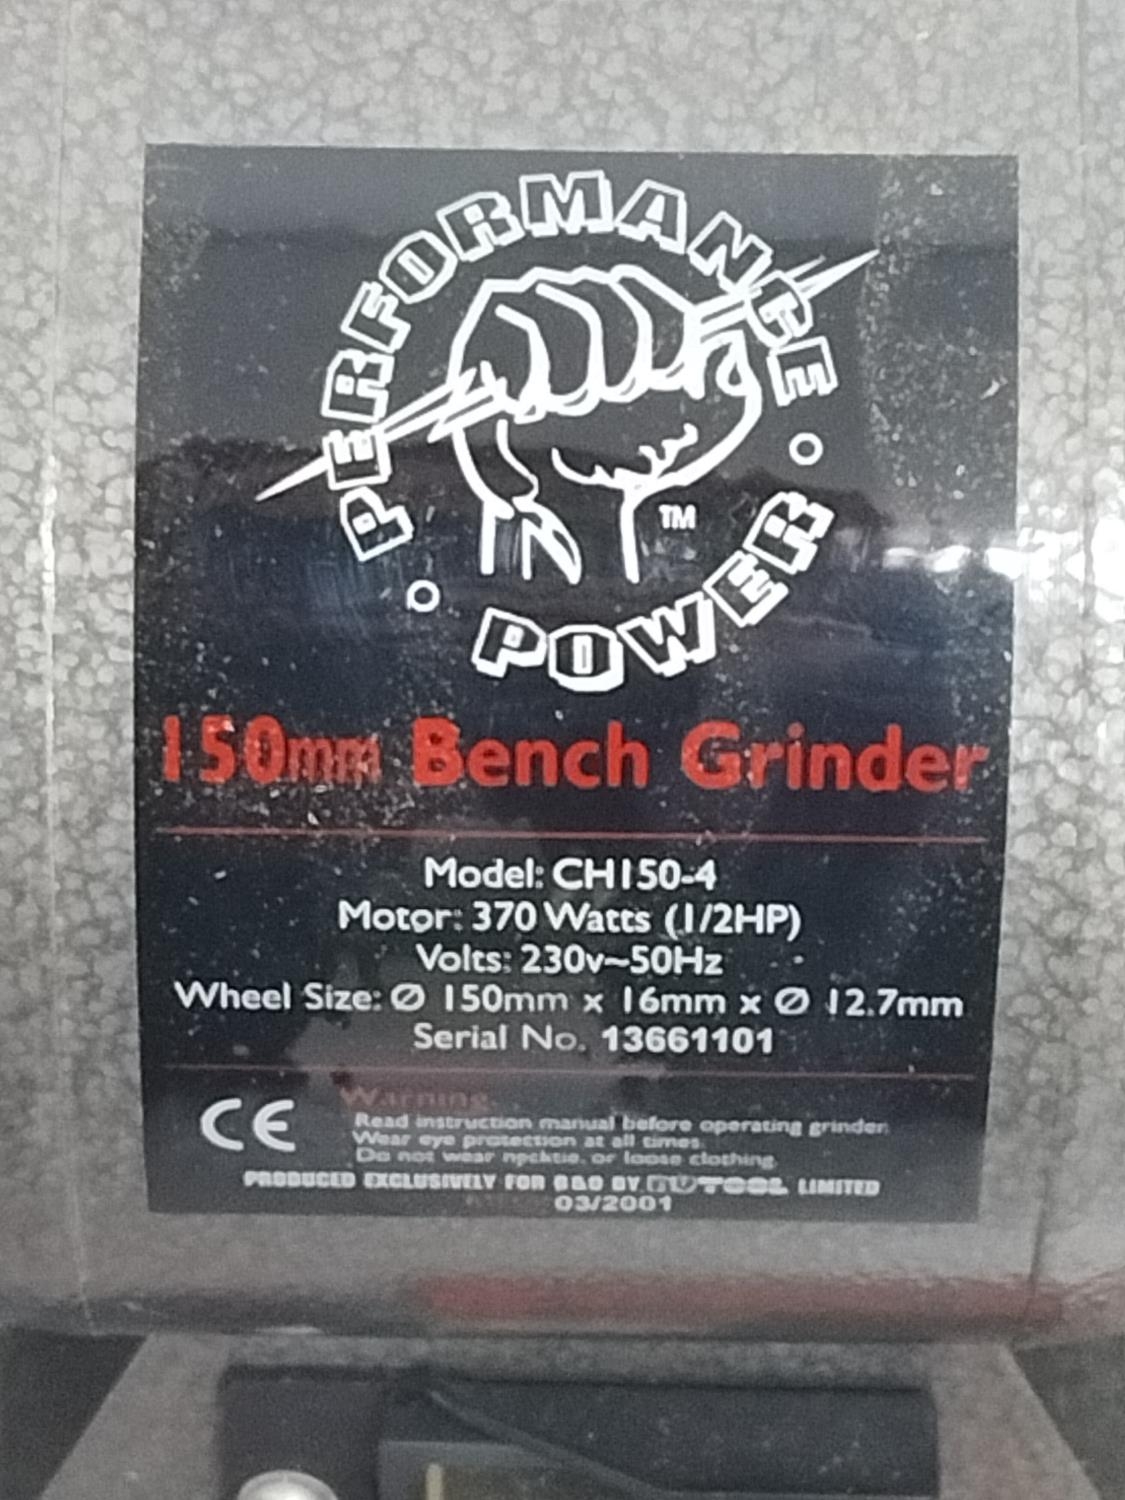 PERFORMANCE
POWER
TM
150mm Bench Grinder
Model: CH150-4
Motor: 370 Watts (1/2HP)
Volts: 230v~50Hz
Wheel Size: Ø 150mm x 16mm x Ø 12.7mm
Serial No. 13661101
CE
Warning
Read instruction manual before operating grinder.
Wear eye protection at all times.
Do not wear necktie, or loose clothing.
PRODUCED EXCLUSIVELY FOR B&Q BY NUTOOL LIMITED
03/2001